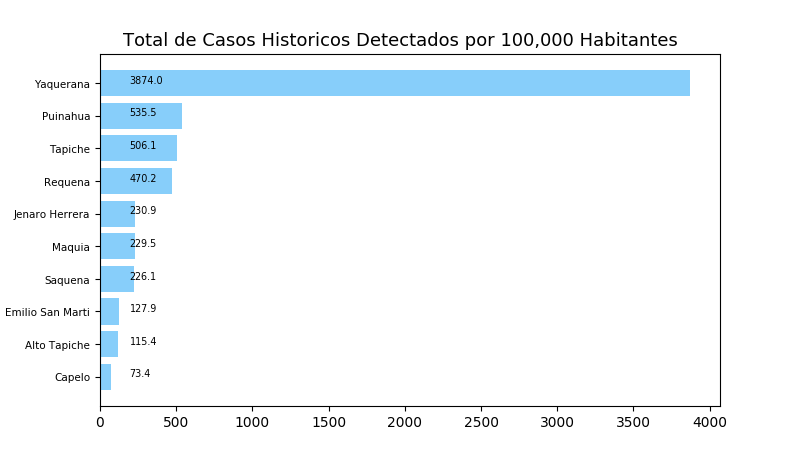 Total de Casos Historicos Detectados por 100,000 Habitantes
Yaquerana 3874.0
Puinahua 535.5
Tapiche 506.1
Requena 470.2
Jenaro Herrera 230.9
Maquia 229.5
Saquena 226.1
Emilio San Marti 127.9
Alto Tapiche 115.4
Capelo 73.4
0 500 1000 1500 2000 2500 3000 3500 4000